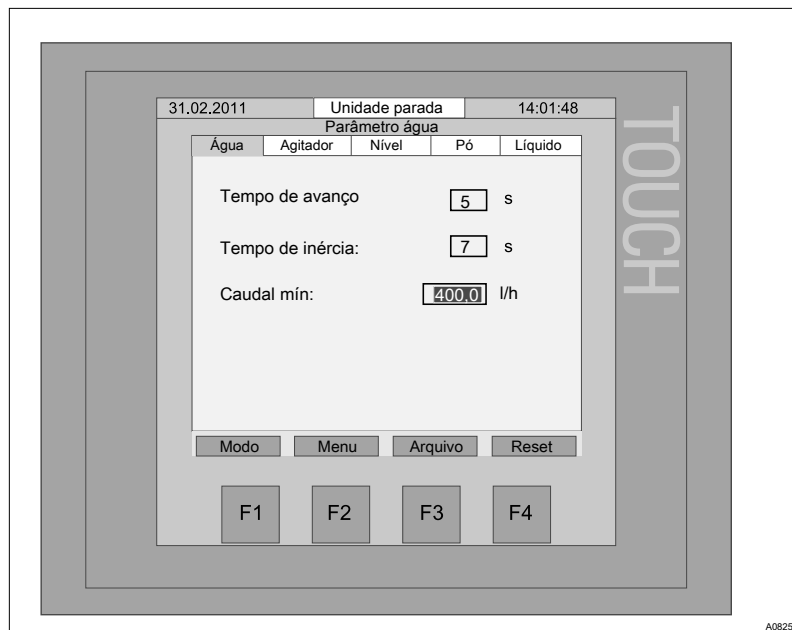 31.02.2011 Unidade parada 14:01:48
Parâmetro água
Água Agitador Nível Pó Líquido
Tempo de avanço 5 s
Tempo de inércia: 7 s
Caudal mín: 400,0 l/h
Modo Menu Arquivo Reset
F1 F2 F3 F4
TOUCH
A0825